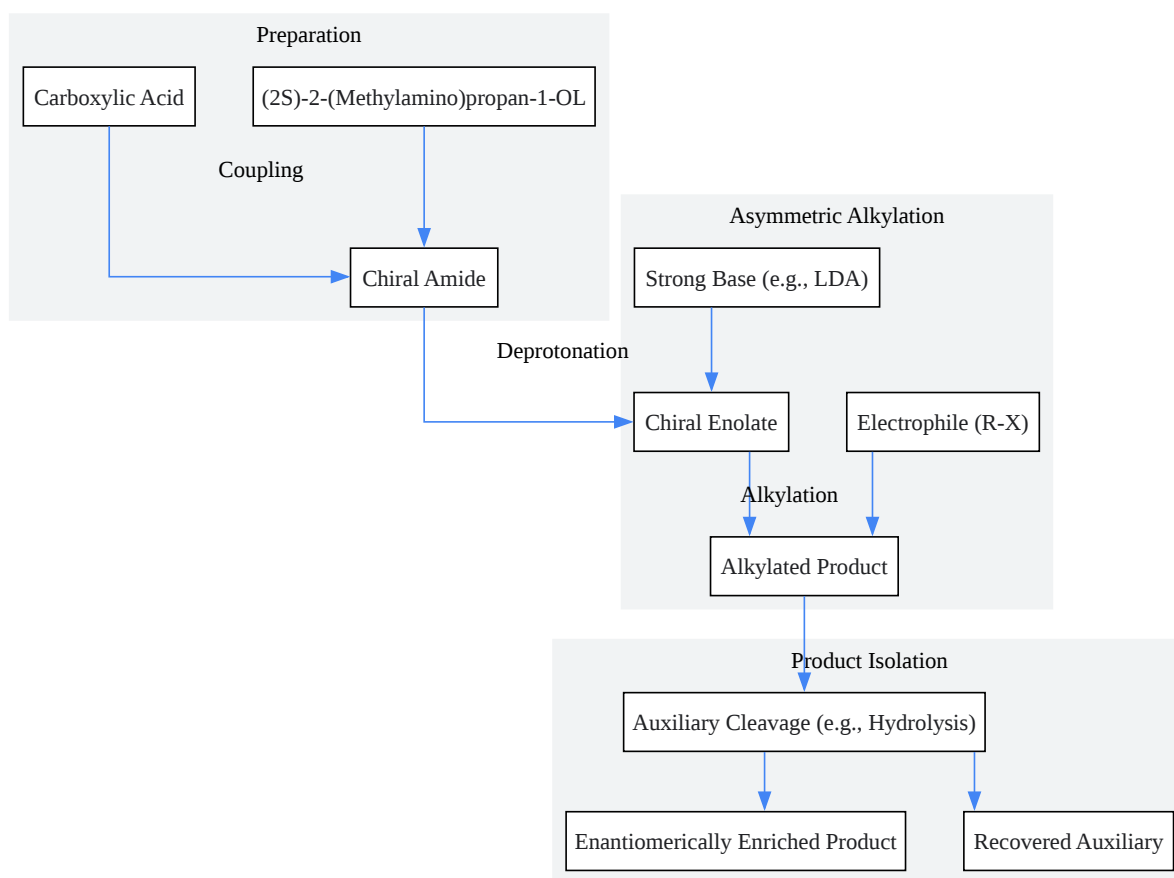 Preparation
Carboxylic Acid
(2S)-2-(Methylamino)propan-1-OL
Coupling
Chiral Amide
Asymmetric Alkylation
Strong Base (e.g., LDA)
Deprotonation
Chiral Enolate
Electrophile (R-X)
Alkylation
Alkylated Product
Product Isolation
Auxiliary Cleavage (e.g., Hydrolysis)
Enantiomerically Enriched Product
Recovered Auxiliary